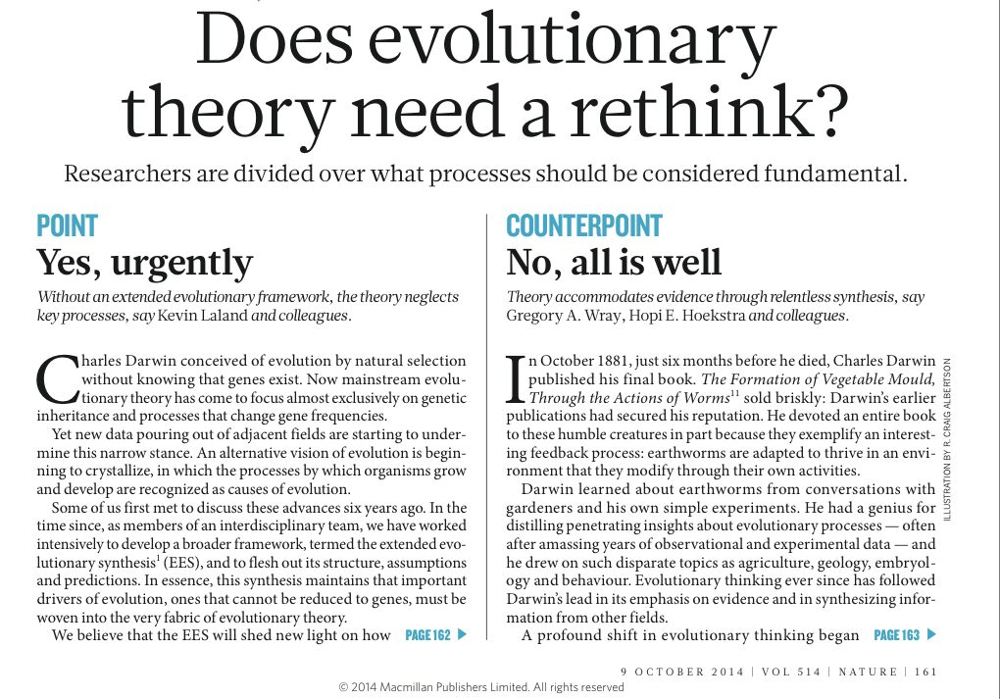 Does evolutionary
theory need a rethink?
Researchers are divided over what processes should be considered fundamental.
POINT
Yes, urgently
Without an extended evolutionary framework, the theory neglects
key processes, say Kevin Laland and colleagues.
Charles Darwin conceived of evolution by natural selection
without knowing that genes exist. Now mainstream evolu-
tionary theory has come to focus almost exclusively on genetic
inheritance and processes that change gene frequencies.
Yet new data pouring out of adjacent fields are starting to under-
mine this narrow stance. An alternative vision of evolution is begin-
ning to crystallize, in which the processes by which organisms grow
and develop are recognized as causes of evolution.
Some of us first met to discuss these advances six years ago. In the
time since, as members of an interdisciplinary team, we have worked
intensively to develop a broader framework, termed the extended evo-
lutionary synthesis¹ (EES), and to flesh out its structure, assumptions
and predictions. In essence, this synthesis maintains that important
drivers of evolution, ones that cannot be reduced to genes, must be
woven into the very fabric of evolutionary theory.
We believe that the EES will shed new light on how PAGE 162 ▶
COUNTERPOINT
No, all is well
Theory accommodates evidence through relentless synthesis, say
Gregory A. Wray, Hopi E. Hoekstra and colleagues.
In October 1881, just six months before he died, Charles Darwin
published his final book. The Formation of Vegetable Mould,
Through the Actions of Worms¹¹ sold briskly: Darwin's earlier
publications had secured his reputation. He devoted an entire book
to these humble creatures in part because they exemplify an interest-
ing feedback process: earthworms are adapted to thrive in an envi-
ronment that they modify through their own activities.
Darwin learned about earthworms from conversations with
gardeners and his own simple experiments. He had a genius for
distilling penetrating insights about evolutionary processes — often
after amassing years of observational and experimental data — and
he drew on such disparate topics as agriculture, geology, embryol-
ogy and behaviour. Evolutionary thinking ever since has followed
Darwin's lead in its emphasis on evidence and in synthesizing infor-
mation from other fields.
A profound shift in evolutionary thinking began PAGE 163 ▶
ILLUSTRATION BY R. CRAIG ALBERTSON
9 OCTOBER 2014 | VOL 514 | NATURE | 161
© 2014 Macmillan Publishers Limited. All rights reserved